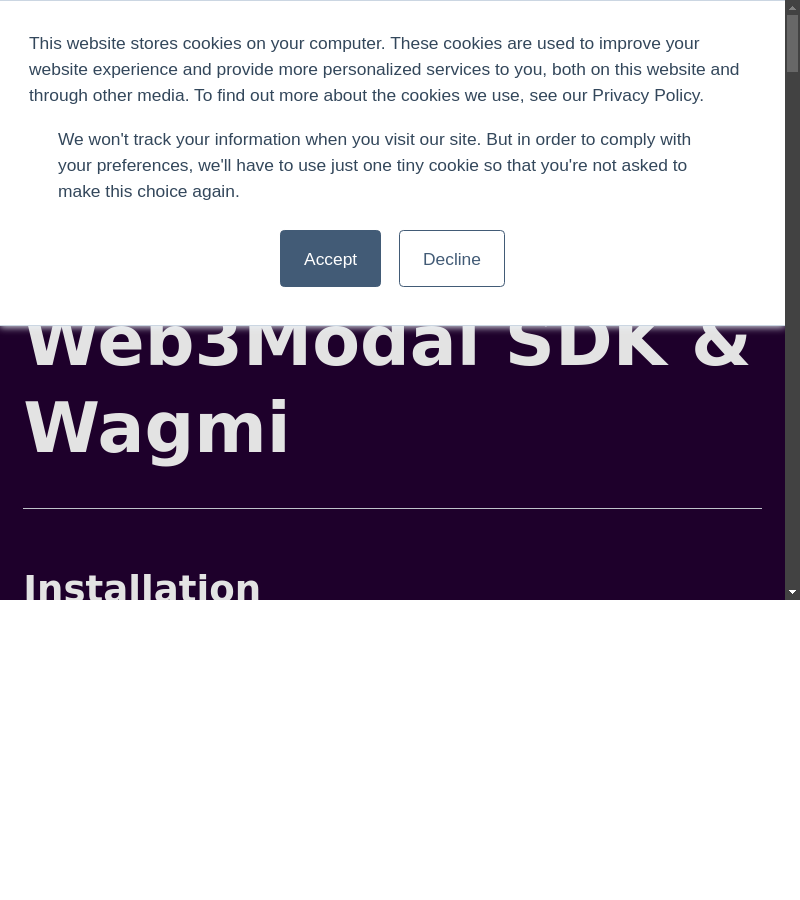 This website stores cookies on your computer. These cookies are used to improve your
website experience and provide more personalized services to you, both on this website and
through other media. To find out more about the cookies we use, see our Privacy Policy.
We won't track your information when you visit our site. But in order to comply with
your preferences, we'll have to use just one tiny cookie so that you're not asked to
make this choice again.
Accept Decline
Web3Modal SDK &
Wagmi
Installation